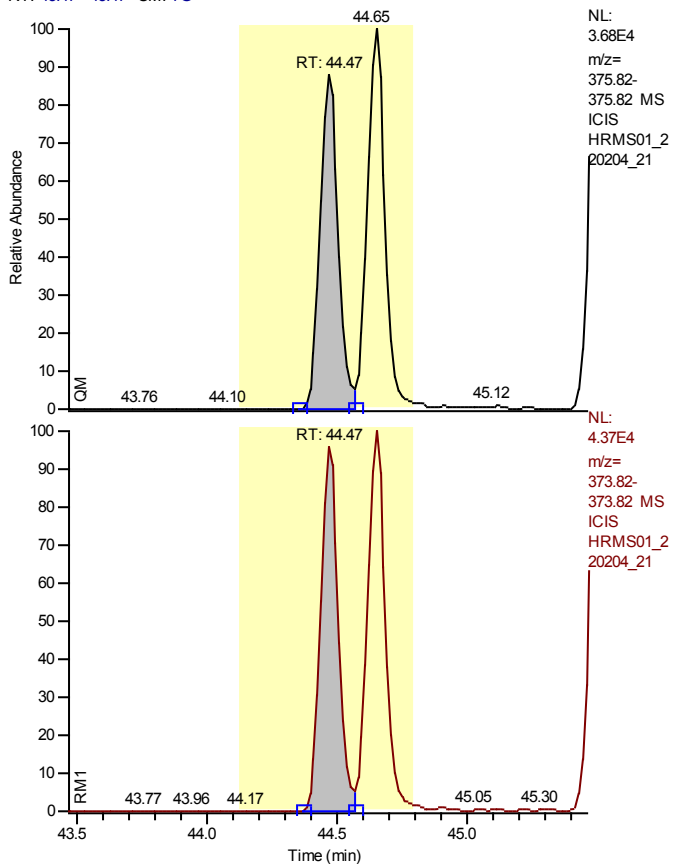 44.65
RT: 44.47
100
90
80
70
60
50
40
30
20
10
0
Relative Abundance
QM
43.76
44.10
45.12
NL:
3.68E4
m/z=
375.82-
375.82 MS
ICIS
HRMS01_2
20204_21
RT: 44.47
100
90
80
70
60
50
40
30
20
10
0
RM1
43.77
43.96
44.17
45.05
45.30
NL:
4.37E4
m/z=
373.82-
373.82 MS
ICIS
HRMS01_2
20204_21
43.5
44.0
44.5
45.0
Time (min)